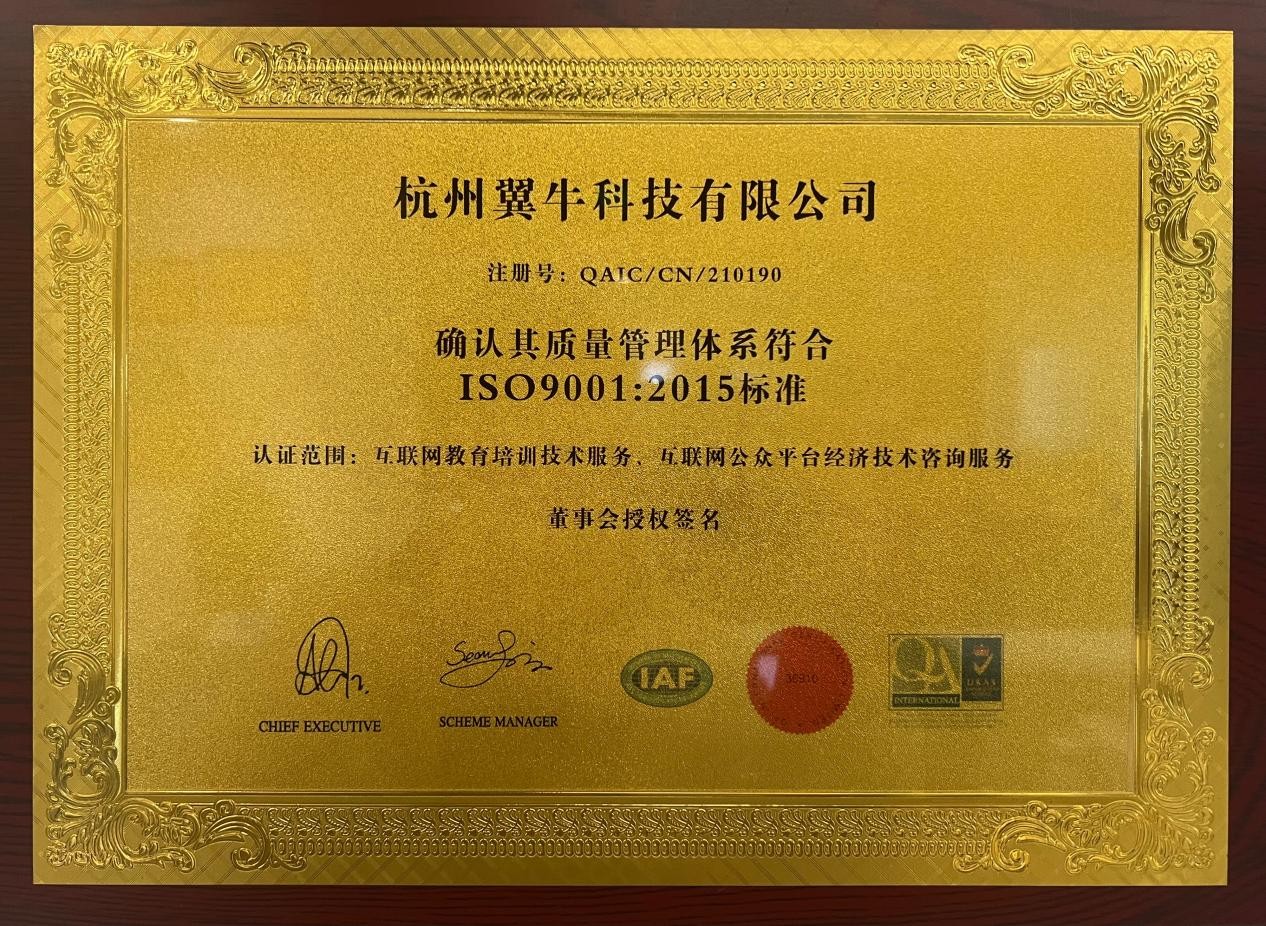 杭州翼牛科技有限公司
注册号：QAIC/CN/210190
确认其质量管理体系符合
ISO9001:2015标准
认证范围：互联网教育培训技术服务、互联网公众平台经济技术咨询服务
董事会授权签名
CHIEF EXECUTIVE
SCHEME MANAGER
IAF
QA
INTERNATIONAL
UKAS